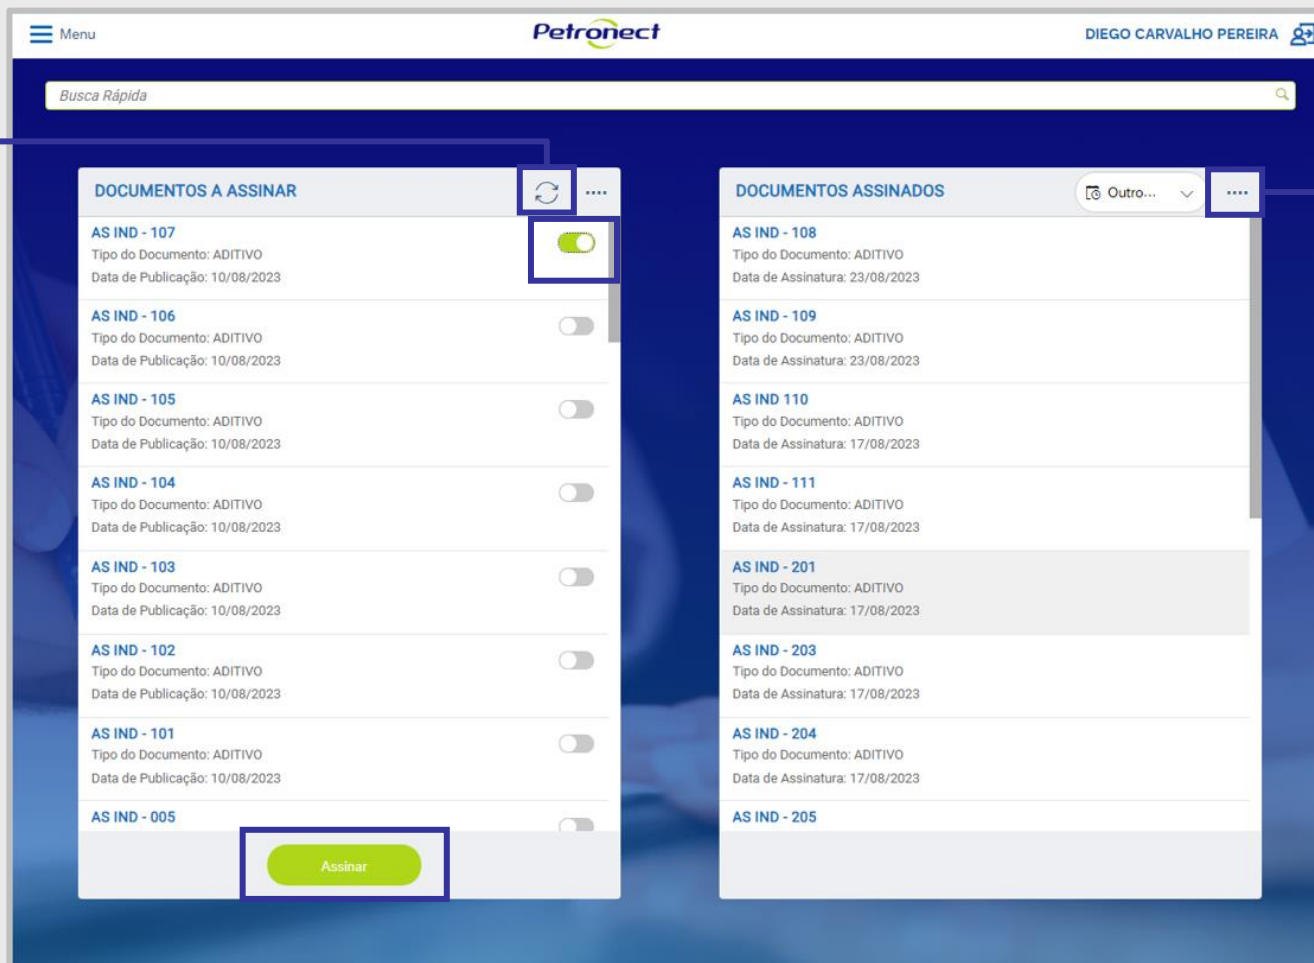 Menu
Petronect
DIEGO CARVALHO PEREIRA
Busca Rápida
DOCUMENTOS A ASSINAR
AS IND - 107
Tipo do Documento: ADITIVO
Data de Publicação: 10/08/2023
AS IND - 106
Tipo do Documento: ADITIVO
Data de Publicação: 10/08/2023
AS IND - 105
Tipo do Documento: ADITIVO
Data de Publicação: 10/08/2023
AS IND - 104
Tipo do Documento: ADITIVO
Data de Publicação: 10/08/2023
AS IND - 103
Tipo do Documento: ADITIVO
Data de Publicação: 10/08/2023
AS IND - 102
Tipo do Documento: ADITIVO
Data de Publicação: 10/08/2023
AS IND - 101
Tipo do Documento: ADITIVO
Data de Publicação: 10/08/2023
AS IND - 005
Assinar
DOCUMENTOS ASSINADOS
Outro...
AS IND - 108
Tipo do Documento: ADITIVO
Data de Assinatura: 23/08/2023
AS IND - 109
Tipo do Documento: ADITIVO
Data de Assinatura: 23/08/2023
AS IND 110
Tipo do Documento: ADITIVO
Data de Assinatura: 17/08/2023
AS IND - 111
Tipo do Documento: ADITIVO
Data de Assinatura: 17/08/2023
AS IND - 201
Tipo do Documento: ADITIVO
Data de Assinatura: 17/08/2023
AS IND - 203
Tipo do Documento: ADITIVO
Data de Assinatura: 17/08/2023
AS IND - 204
Tipo do Documento: ADITIVO
Data de Assinatura: 17/08/2023
AS IND - 205